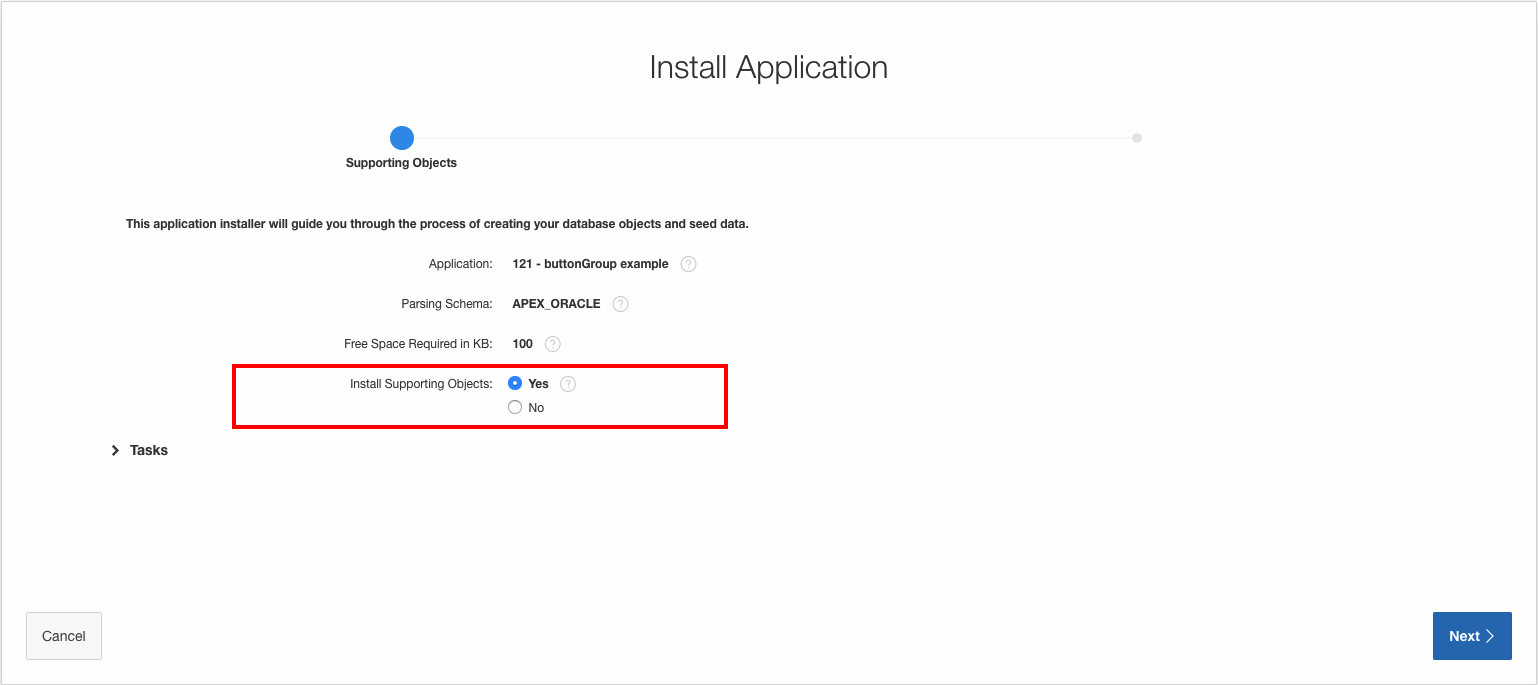 Install Application
Supporting Objects
This application installer will guide you through the process of creating your database objects and seed data.
Application: 121 - buttonGroup example ?
Parsing Schema: APEX_ORACLE ?
Free Space Required in KB: 100 ?
Install Supporting Objects: Yes ?
No
Tasks
Cancel Next